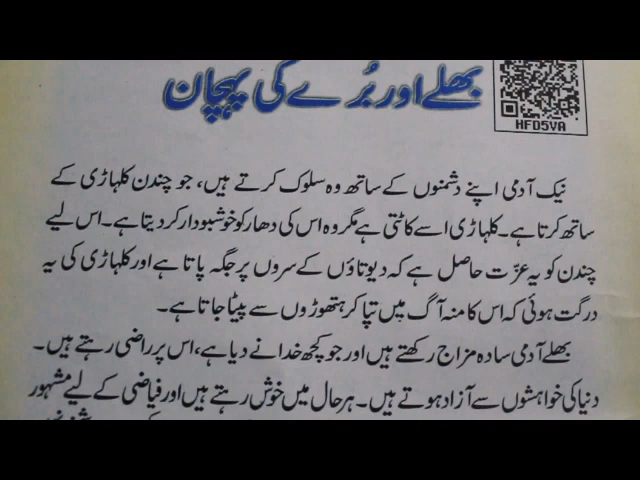 بھلے اور بُرے کی پہچان
HFD5VA
نیک آدمی اپنے دشمنوں کے ساتھ وہ سلوک کرتے ہیں، جو چندن کلہاڑی کے
ساتھ کرتا ہے۔ کلہاڑی اسے کاٹتی ہے مگر وہ اس کی دھار کو خوشبودار کر دیتا ہے۔ اس لیے
چندن کو یہ عزّت حاصل ہے کہ دیوتاؤں کے سروں پر جگہ پاتا ہے اور کلہاڑی کی یہ
درگت ہوئی کہ اس کا منہ آگ میں تپا کر ہتھوڑوں سے پیٹا جاتا ہے۔
بھلے آدمی سادہ مزاج رکھتے ہیں اور جو کچھ خدا نے دیا ہے، اس پر راضی رہتے ہیں۔
دنیا کی خواہشوں سے آزاد ہوتے ہیں۔ ہر حال میں خوش رہتے ہیں اور فیاضی کے لیے مشہور